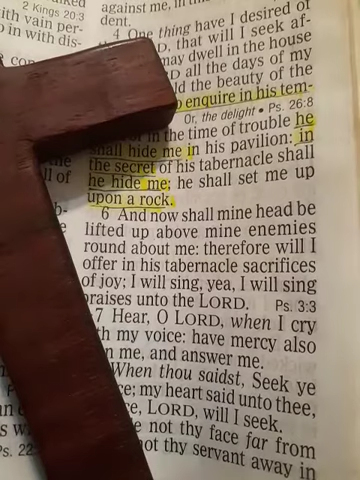 2 Kings 20:3
vain per-
in with dis-
against me, in
dent.
4 One thing have I desired of
D, that will I seek af-
may dwell in the house
D all the days of my
the beauty of the
enquire in his tem-
Or, the delight • Ps. 26:8
in the time of trouble he
shall hide me in his pavilion: in
the secret of his tabernacle shall
he hide me; he shall set me up
upon a rock.
6 And now shall mine head be
lifted up above mine enemies
round about me: therefore will I
offer in his tabernacle sacrifices
of joy; I will sing, yea, I will sing
praises unto the LORD. Ps. 3:3
7 Hear, O LORD, when I cry
my voice: have mercy also
me, and answer me.
When thou saidst, Seek ye
my heart said unto thee,
LORD, will I seek.
not thy face far from
not thy servant away in